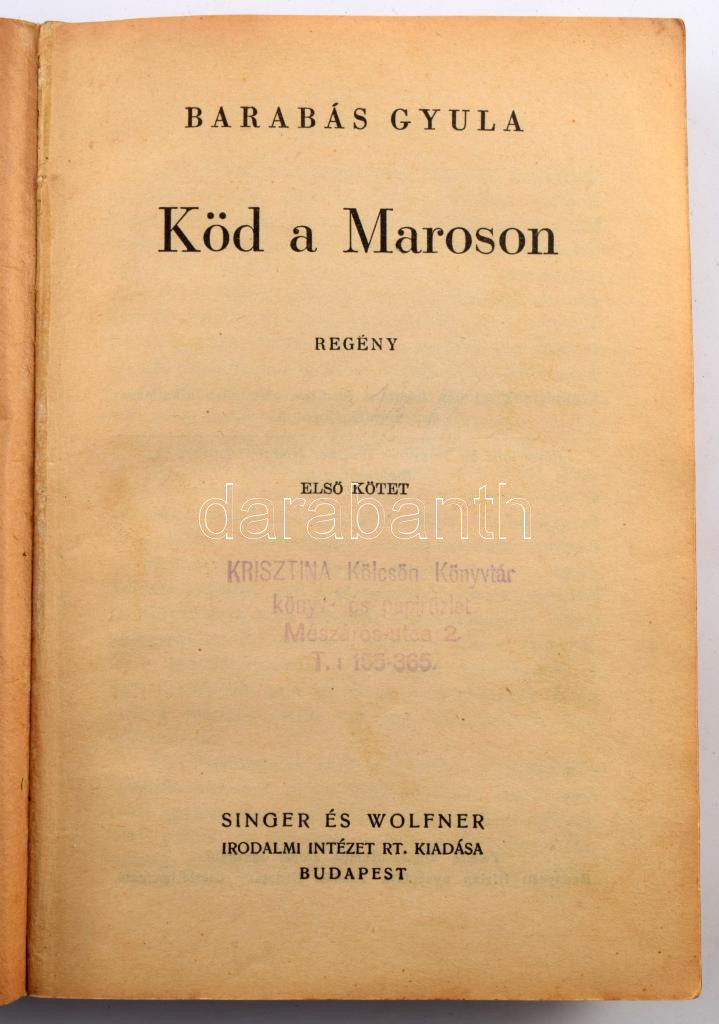 BARABÁS GYULA
Köd a Maroson
REGÉNY
ELSŐ KÖTET
darabanth
KRISZTINA Kölcsön Könyvtár
könyv- és papirüzlet
Mészáros-utca 2.
T.: 155-365.
SINGER ÉS WOLFNER
IRODALMI INTÉZET RT. KIADÁSA
BUDAPEST